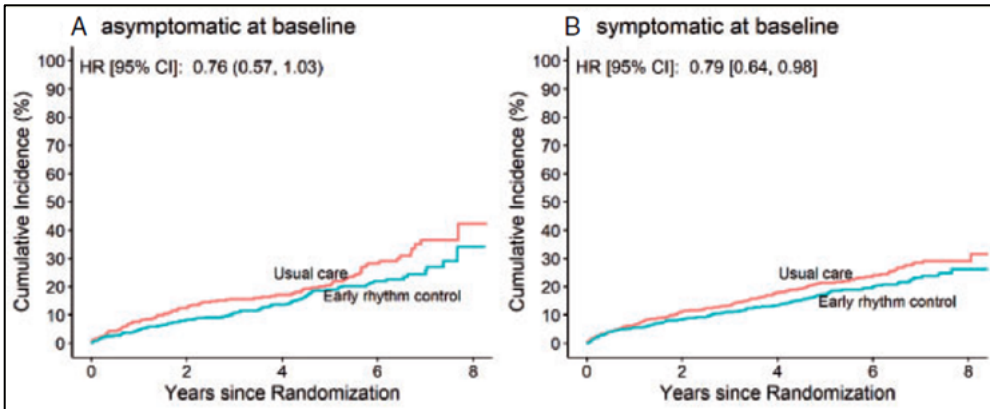 A asymptomatic at baseline
HR [95% CI]: 0.76 (0.57, 1.03)
Cumulative Incidence (%)
100
90
80
70
60
50
40
30
20
10
0
Usual care
Early rhythm control
0 2 4 6 8
Years since Randomization
B symptomatic at baseline
HR [95% CI]: 0.79 [0.64, 0.98]
Cumulative Incidence (%)
100
90
80
70
60
50
40
30
20
10
0
Usual care
Early rhythm control
0 2 4 6 8
Years since Randomization